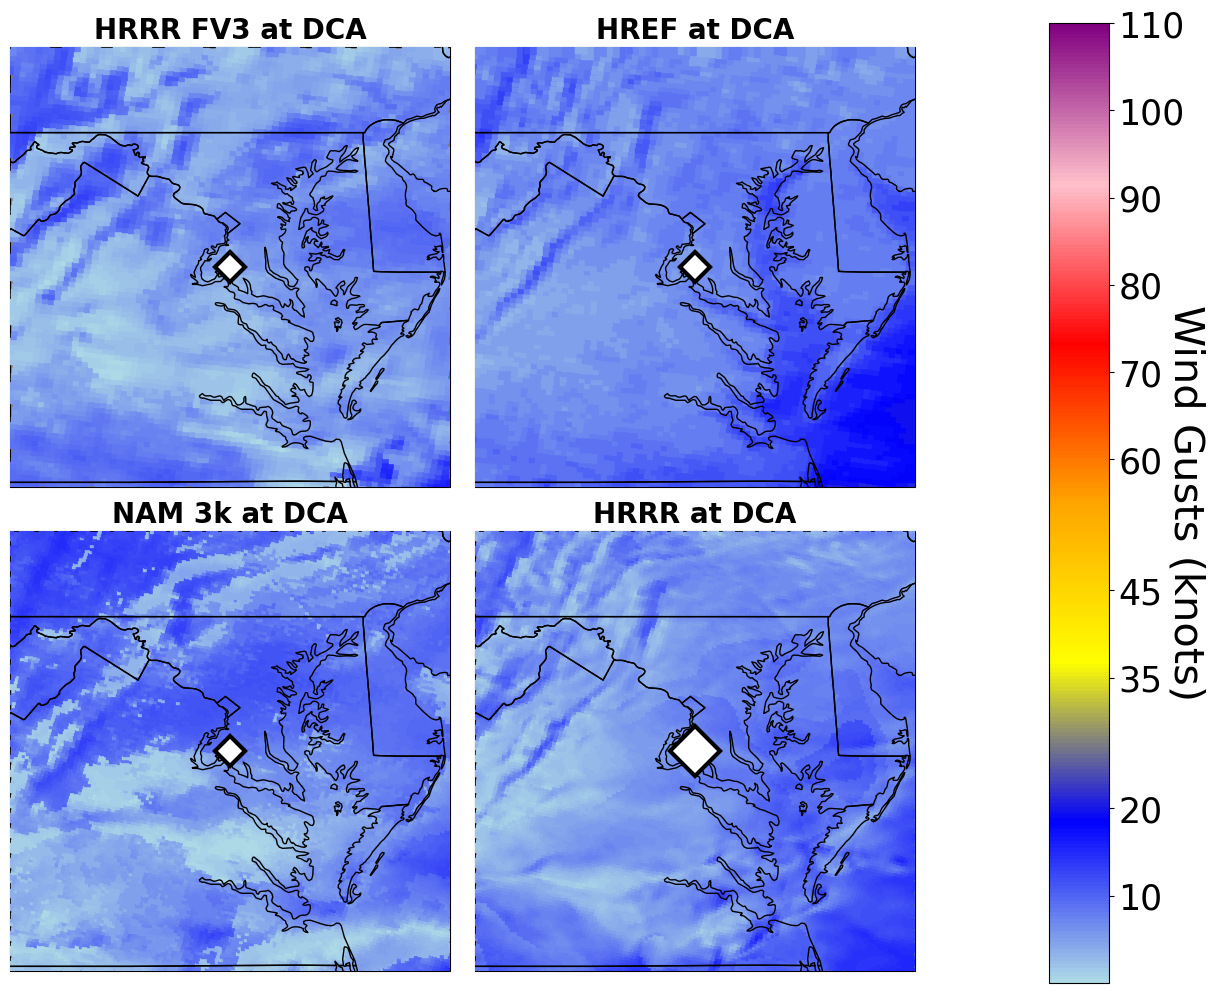 HRRR FV3 at DCA
HREF at DCA
NAM 3k at DCA
HRRR at DCA
110
100
90
80
70
60
45
35
20
10
Wind Gusts (knots)